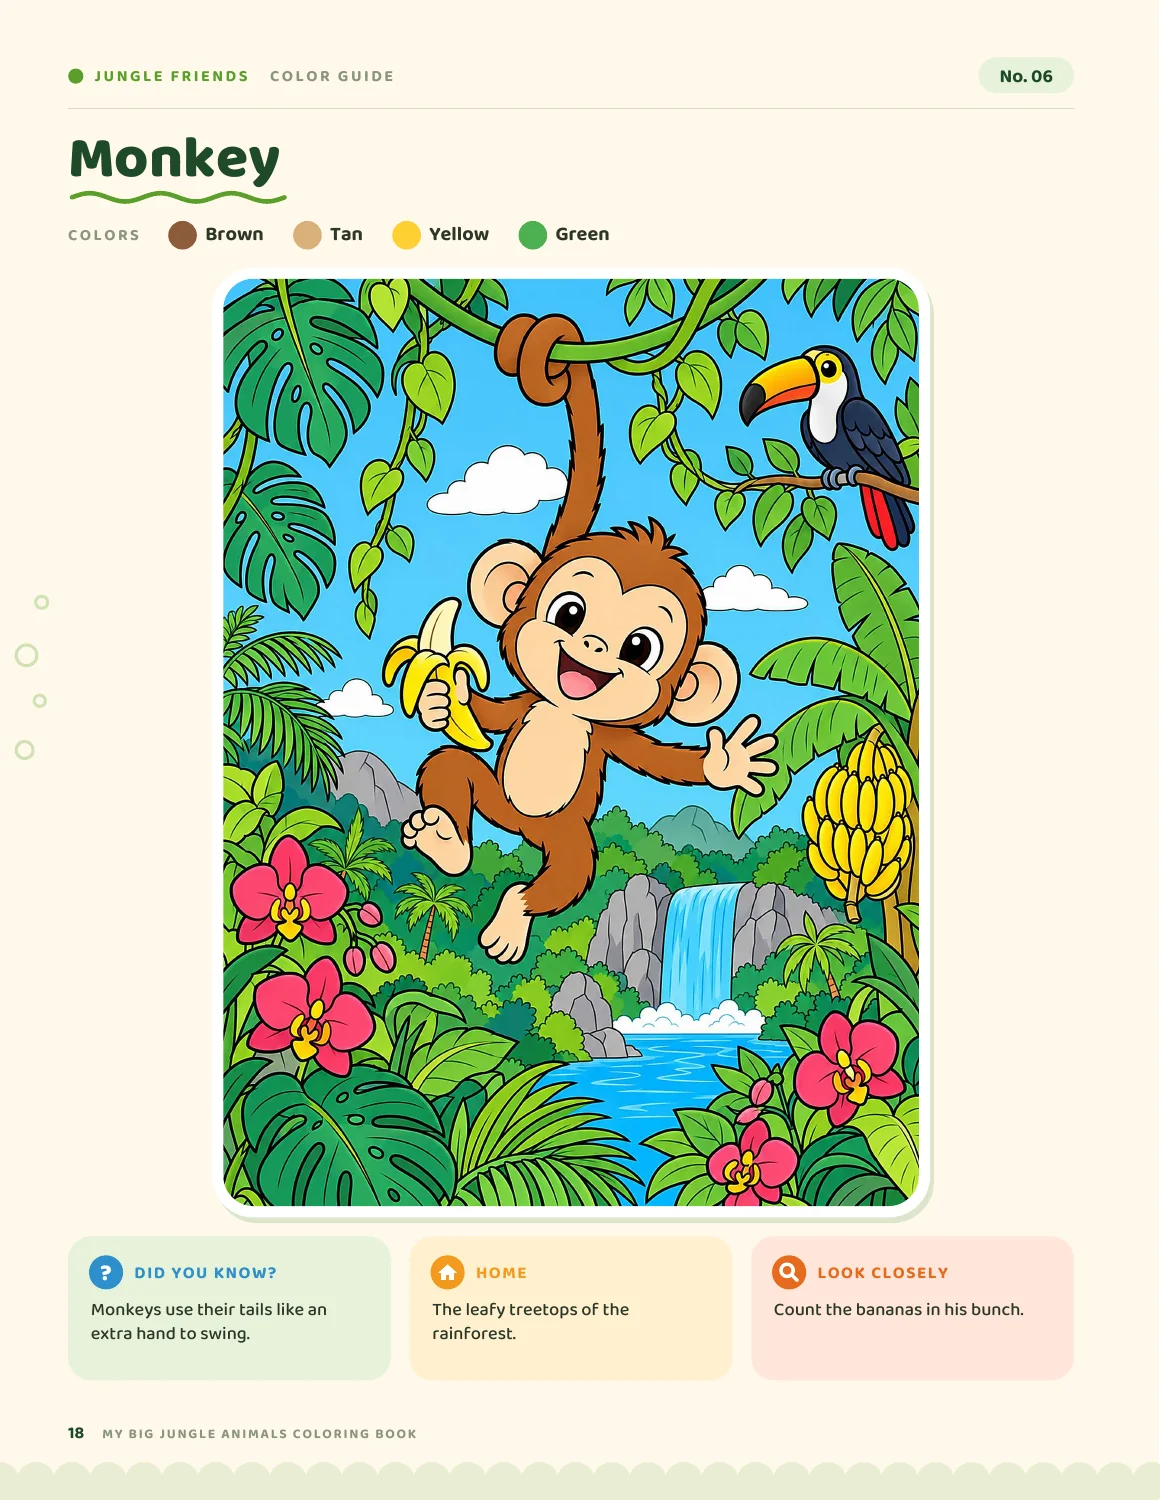 JUNGLE FRIENDS COLOR GUIDE
No. 06
Monkey
COLORS Brown Tan Yellow Green
? DID YOU KNOW?
Monkeys use their tails like an
extra hand to swing.
HOME
The leafy treetops of the
rainforest.
LOOK CLOSELY
Count the bananas in his bunch.
18 MY BIG JUNGLE ANIMALS COLORING BOOK